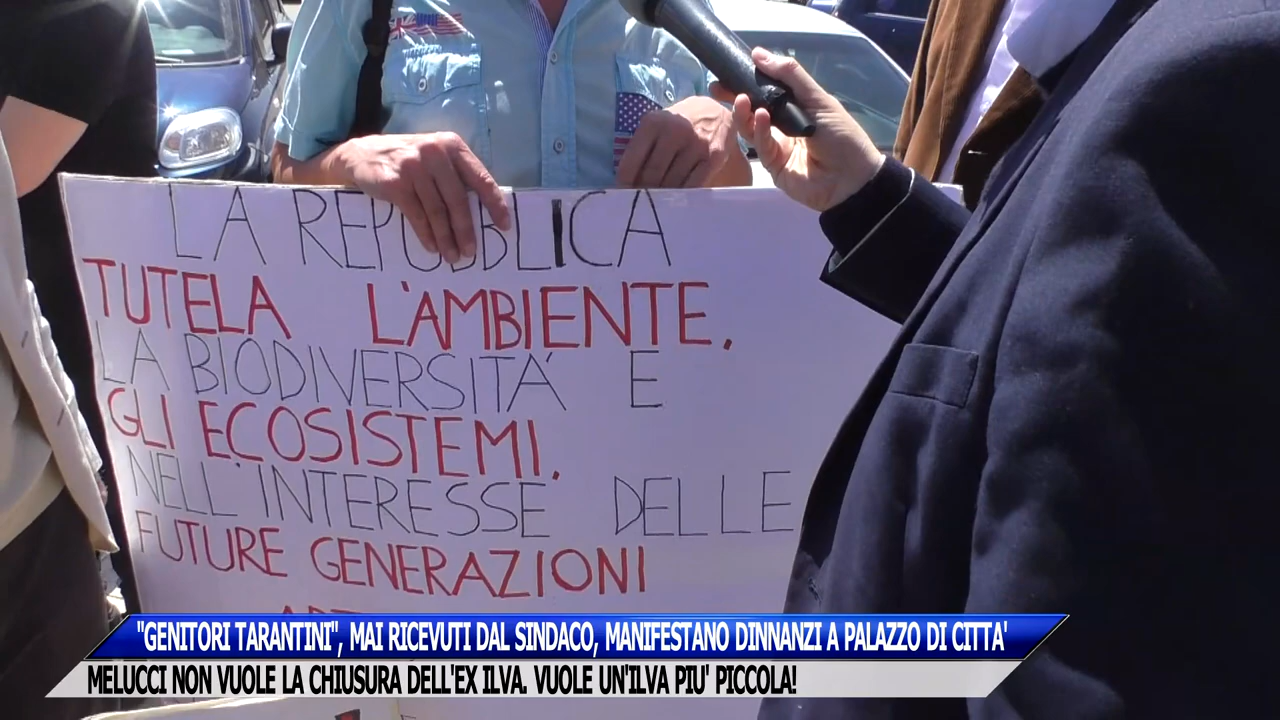 LA REPUBBLICA
TUTELA L'AMBIENTE.
LA BIODIVERSITÁ E
GLI ECOSISTEMI.
NELL'INTERESSE DELLE
FUTURE GENERAZIONI
"GENITORI TARANTINI", MAI RICEVUTI DAL SINDACO, MANIFESTANO DINNANZI A PALAZZO DI CITTA'
MELUCCI NON VUOLE LA CHIUSURA DELL'EX ILVA. VUOLE UN'ILVA PIU' PICCOLA!